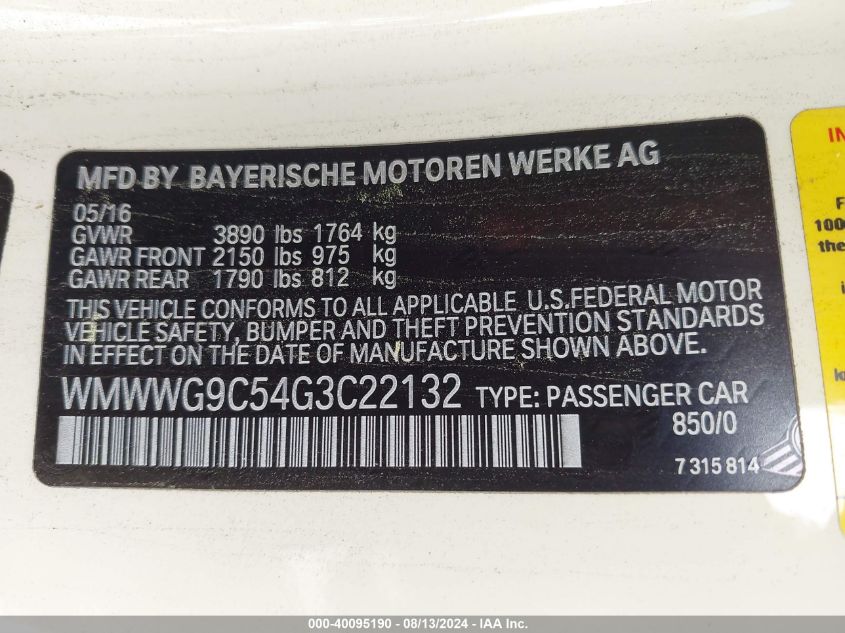 MFD BY BAYERISCHE MOTOREN WERKE AG
05/16
GVWR 3890 lbs 1764 kg
GAWR FRONT 2150 lbs 975 kg
GAWR REAR 1790 lbs 812 kg
THIS VEHICLE CONFORMS TO ALL APPLICABLE U.S.FEDERAL MOTOR
VEHICLE SAFETY, BUMPER AND THEFT PREVENTION STANDARDS
IN EFFECT ON THE DATE OF MANUFACTURE SHOWN ABOVE.
WMWWG9C54G3C22132 TYPE: PASSENGER CAR
850/0
7 315 814
IN
F
100
the
000-40095190 - 08/13/2024 - IAA Inc.